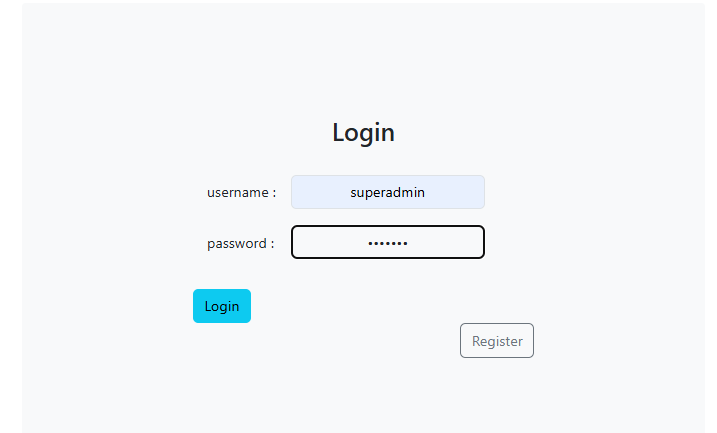 Login
username : superadmin
password : •••••••
Login
Register